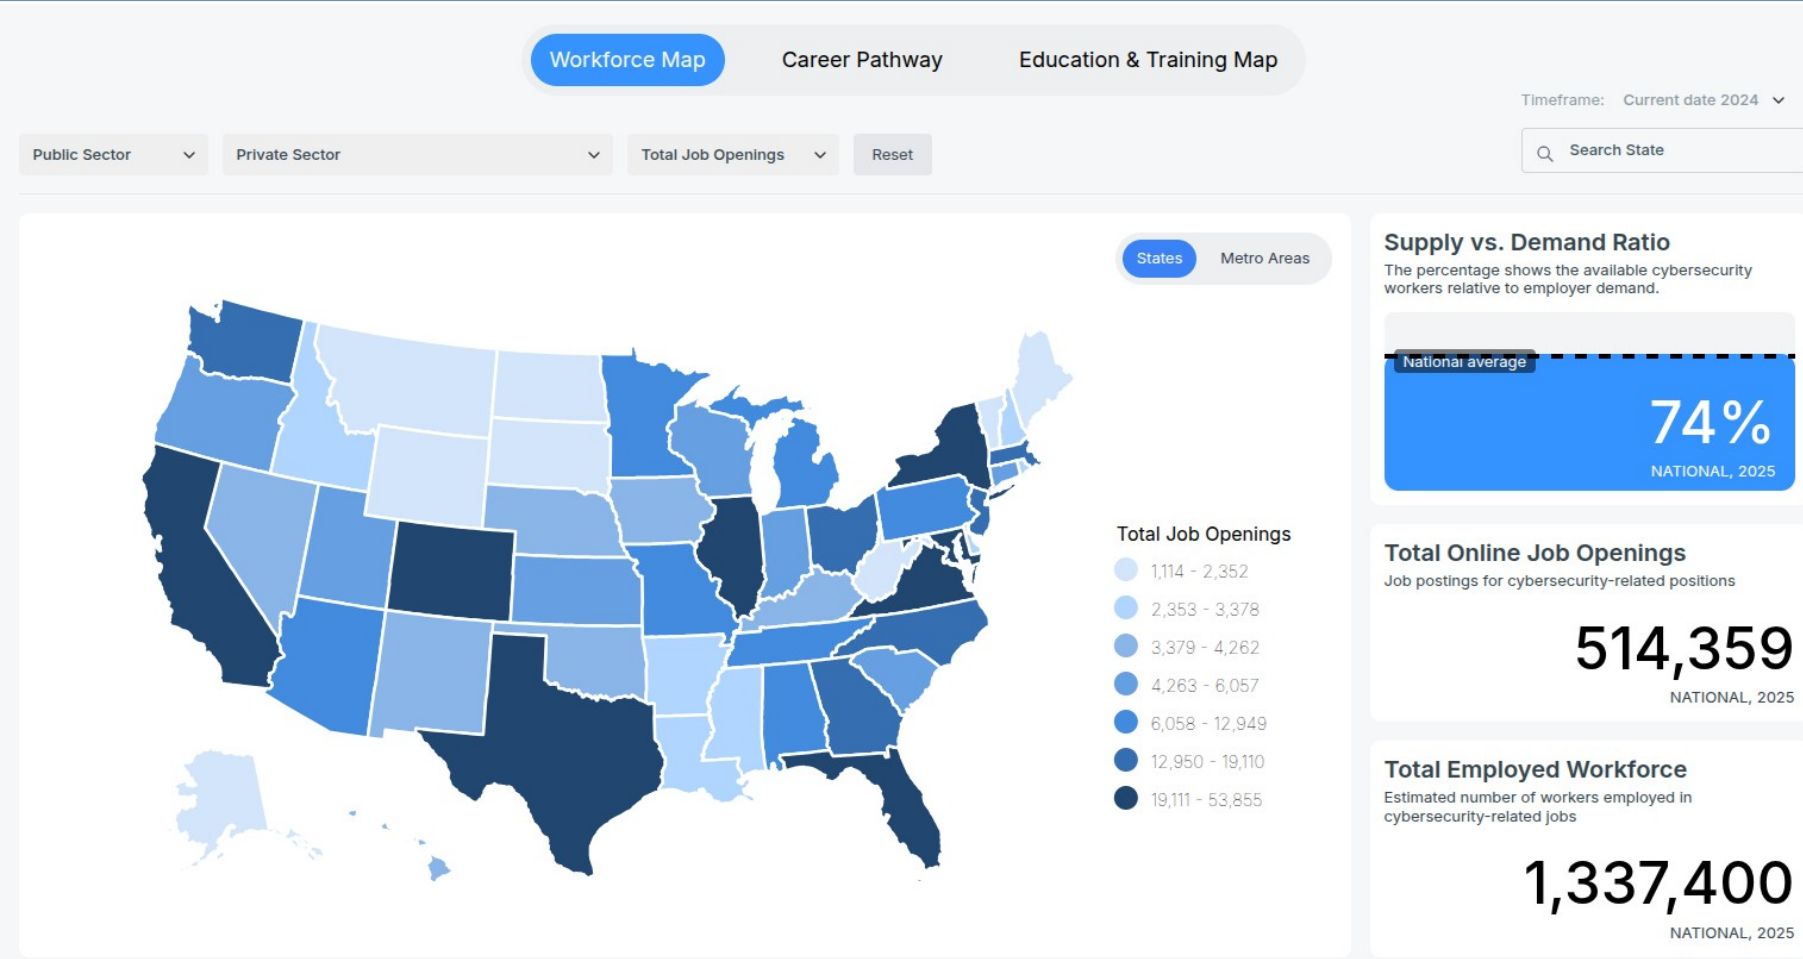 Workforce Map
Career Pathway
Education & Training Map
Timeframe: Current date 2024
Public Sector
Private Sector
Total Job Openings
Reset
Search State
States
Metro Areas
Total Job Openings
1,114 - 2,352
2,353 - 3,378
3,379 - 4,262
4,263 - 6,057
6,058 - 12,949
12,950 - 19,110
19,111 - 53,855
Supply vs. Demand Ratio
The percentage shows the available cybersecurity
workers relative to employer demand.
National average
74%
NATIONAL, 2025
Total Online Job Openings
Job postings for cybersecurity-related positions
514,359
NATIONAL, 2025
Total Employed Workforce
Estimated number of workers employed in
cybersecurity-related jobs
1,337,400
NATIONAL, 2025